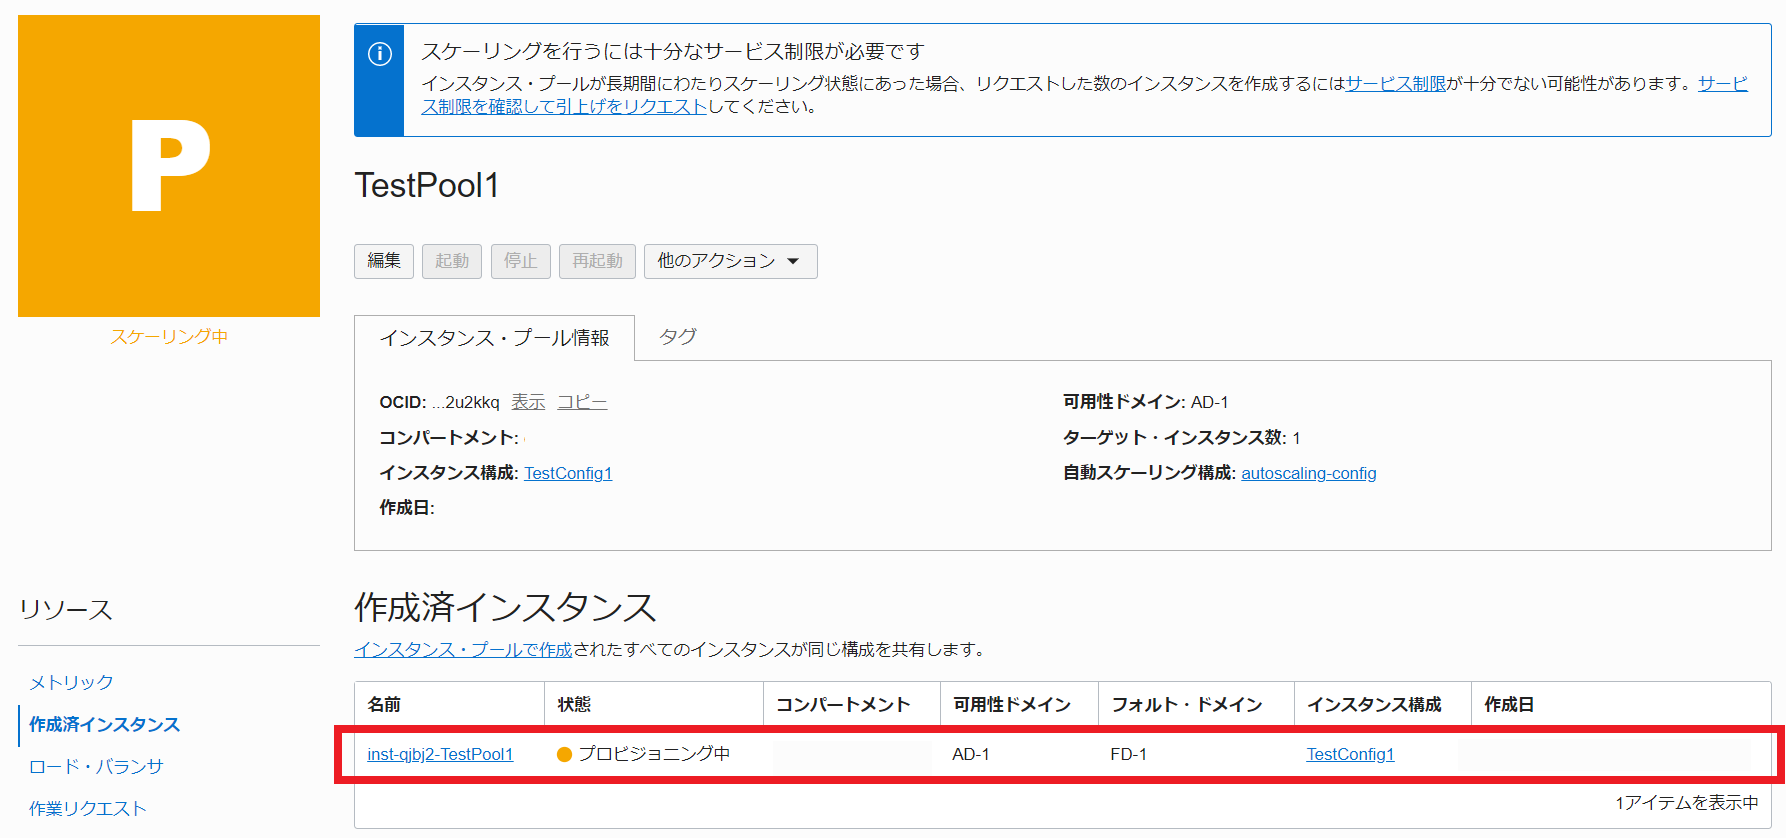 P
スケーリング中
スケーリングを行うには十分なサービス制限が必要です
インスタンス・プールが長期間にわたりスケーリング状態にあった場合、リクエストした数のインスタンスを作成するにはサービス制限が十分でない可能性があります。サービ
ス制限を確認して引上げをリクエストしてください。
TestPool1
編集 起動 停止 再起動 他のアクション
インスタンス・プール情報 タグ
OCID: ...2u2kkq 表示 コピー
コンパートメント:
インスタンス構成: TestConfig1
作成日:
可用性ドメイン: AD-1
ターゲット・インスタンス数: 1
自動スケーリング構成: autoscaling-config
リソース
メトリック
作成済インスタンス
ロード・バランサ
作業リクエスト
作成済インスタンス
インスタンス・プールで作成されたすべてのインスタンスが同じ構成を共有します。
名前 状態 コンパートメント 可用性ドメイン フォルト・ドメイン インスタンス構成 作成日
inst-qjbj2-TestPool1 プロビジョニング中 AD-1 FD-1 TestConfig1
1アイテムを表示中